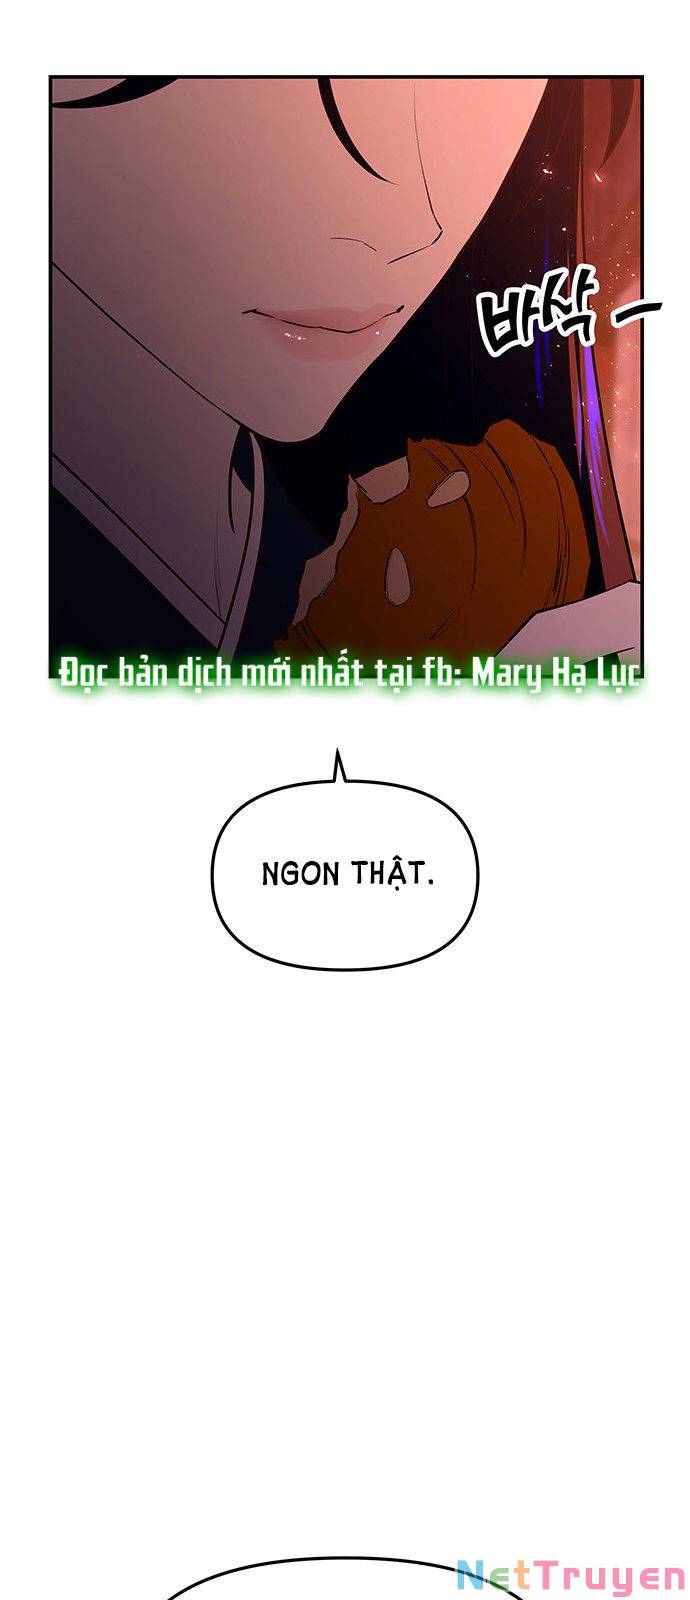 바삭-
Đọc bản dịch mới nhất tại fb: Mary Hạ Lục
NGON THẬT.
NetTruyen